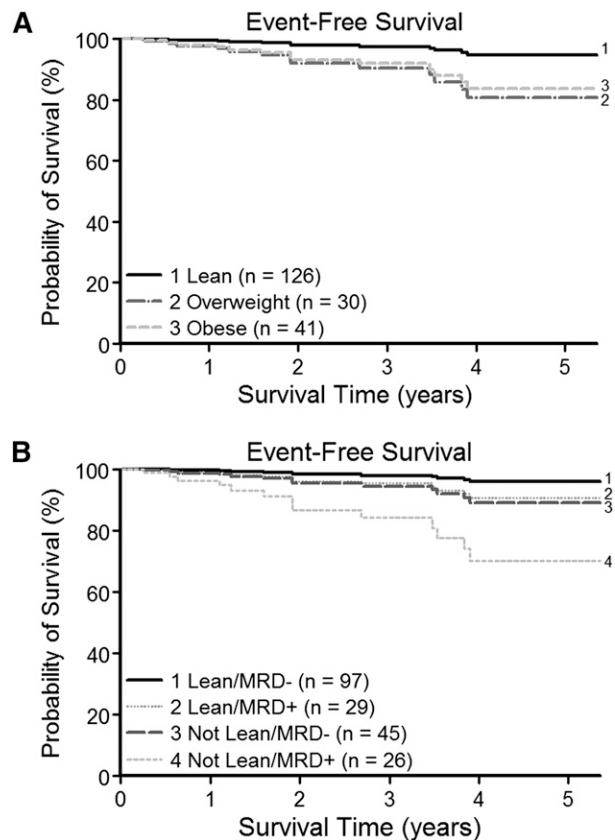 A
Event-Free Survival
Probability of Survival (%)
100
80
60
40
20
0
1
3
2
1 Lean (n = 126)
2 Overweight (n = 30)
3 Obese (n = 41)
0 1 2 3 4 5
Survival Time (years)
B
Event-Free Survival
Probability of Survival (%)
100
80
60
40
20
0
1
2
3
4
1 Lean/MRD- (n = 97)
2 Lean/MRD+ (n = 29)
3 Not Lean/MRD- (n = 45)
4 Not Lean/MRD+ (n = 26)
0 1 2 3 4 5
Survival Time (years)